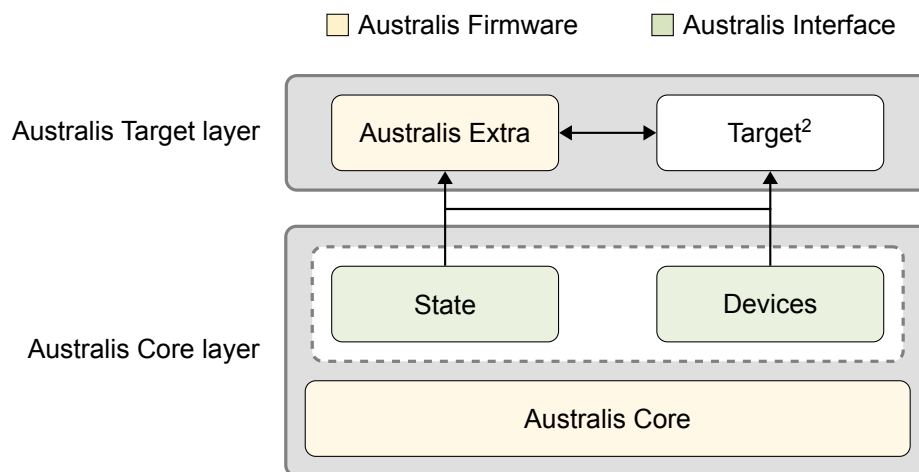 Australis Firmware
Australis Interface
Australis Target layer
Australis Extra
Target²
State
Devices
Australis Core layer
Australis Core